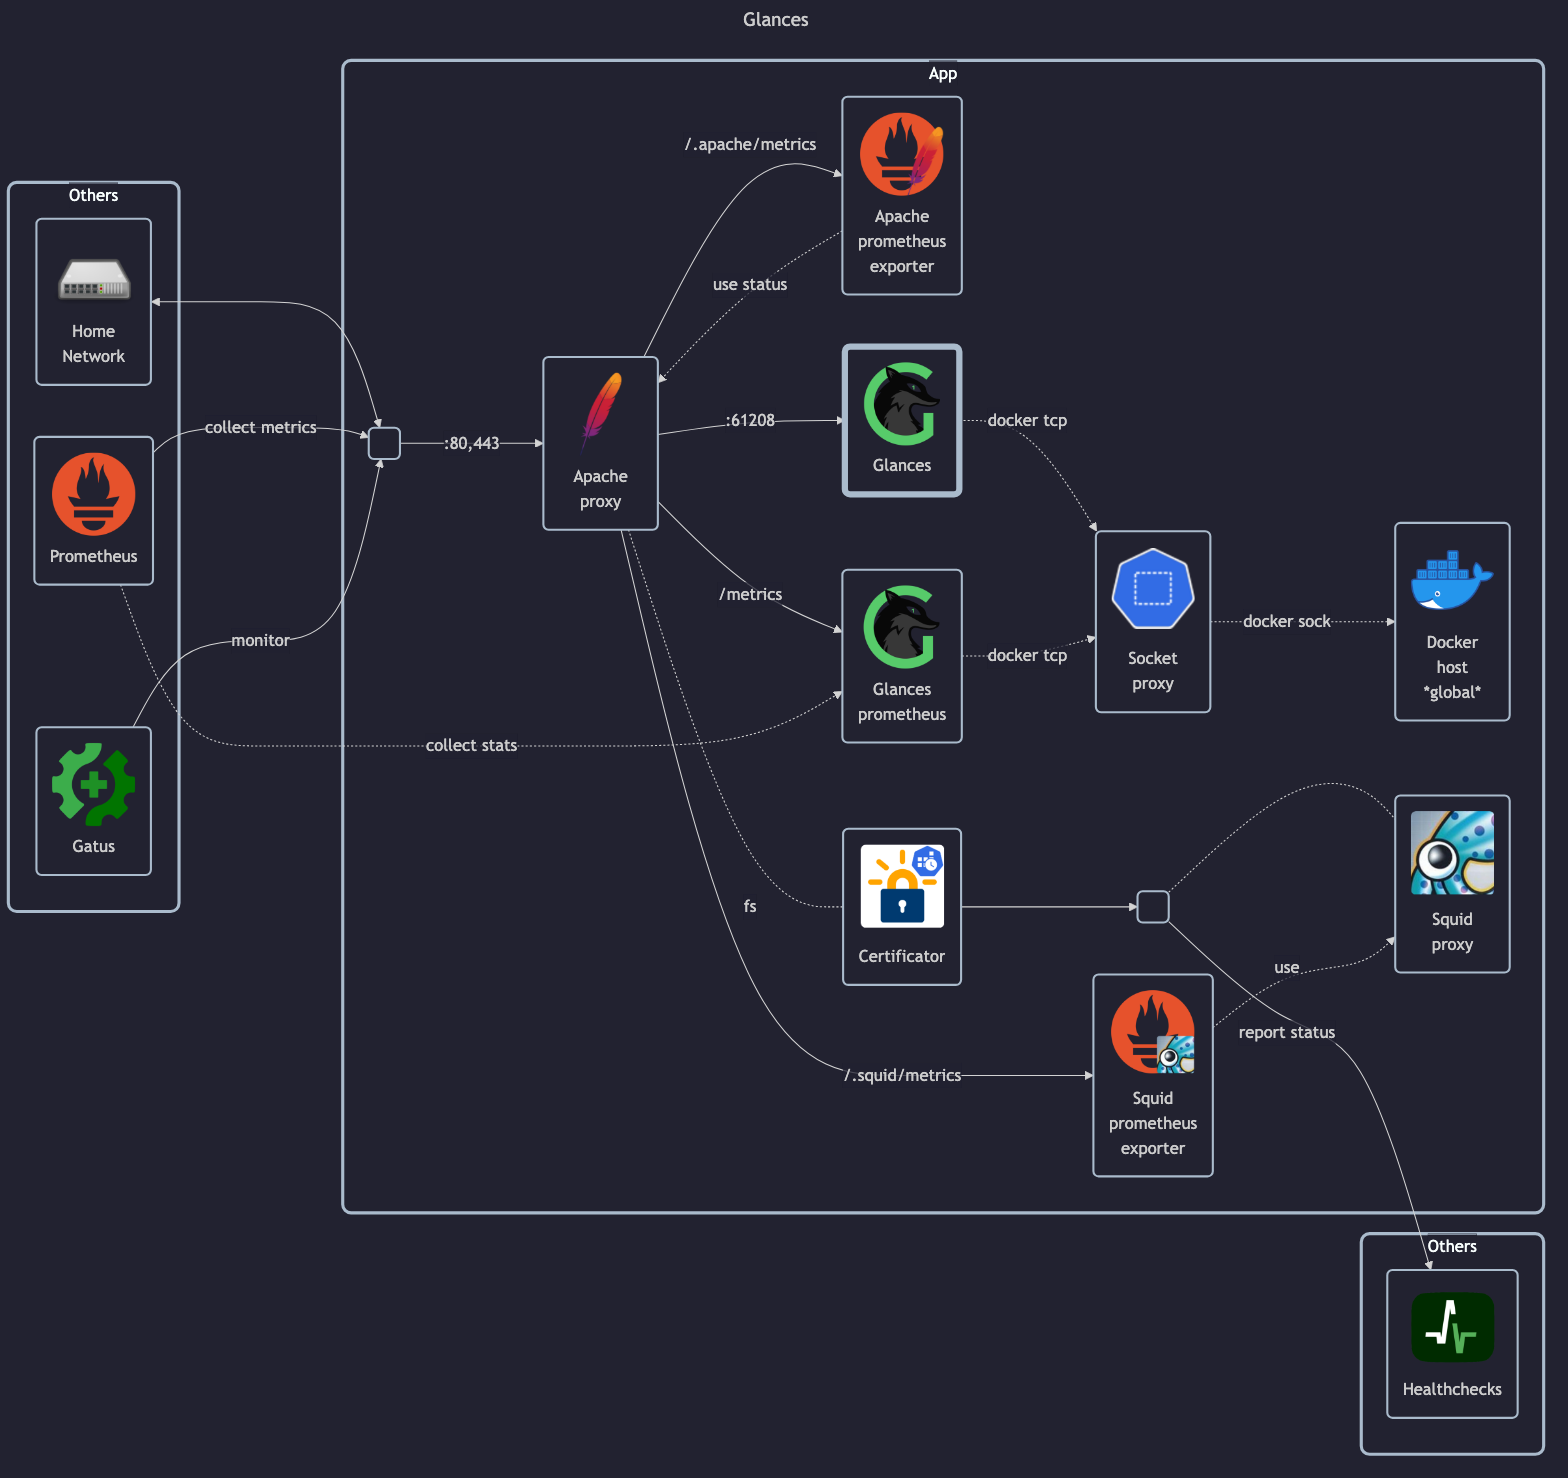 Glances
App
/.apache/metrics
Apache
prometheus
exporter
use status
Others
Home
Network
collect metrics
Prometheus
:80,443
Apache
proxy
:61208
Glances
docker tcp
/metrics
Glances
prometheus
docker tcp
Socket
proxy
docker sock
Docker
host
*global*
monitor
collect stats
Gatus
fs
Certificator
Squid
proxy
use
report status
/.squid/metrics
Squid
prometheus
exporter
Others
Healthchecks